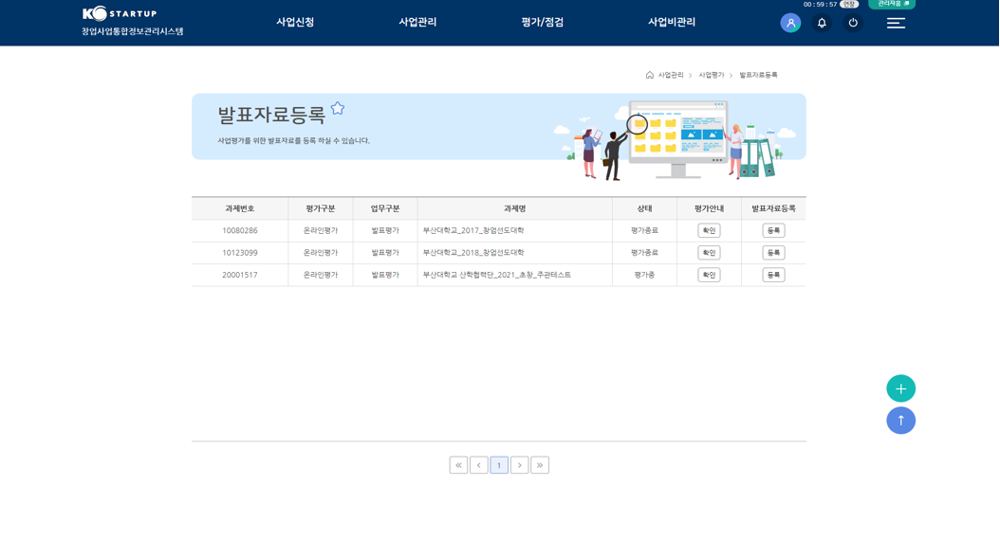 00 : 59 : 57 연장 관리자홈
K STARTUP
창업사업통합정보관리시스템
사업신청 사업관리 평가/점검 사업비관리
사업관리 > 사업평가 > 발표자료등록
발표자료등록
사업평가를 위한 발표자료를 등록 하실 수 있습니다.
과제번호 평가구분 업무구분 과제명 상태 평가안내 발표자료등록
10080286 온라인평가 발표평가 부산대학교_2017_창업선도대학 평가종료 확인 등록
10123099 온라인평가 발표평가 부산대학교_2018_창업선도대학 평가종료 확인 등록
20001517 온라인평가 발표평가 부산대학교 산학협력단_2021_초창_주관테스트 평가중 확인 등록
1